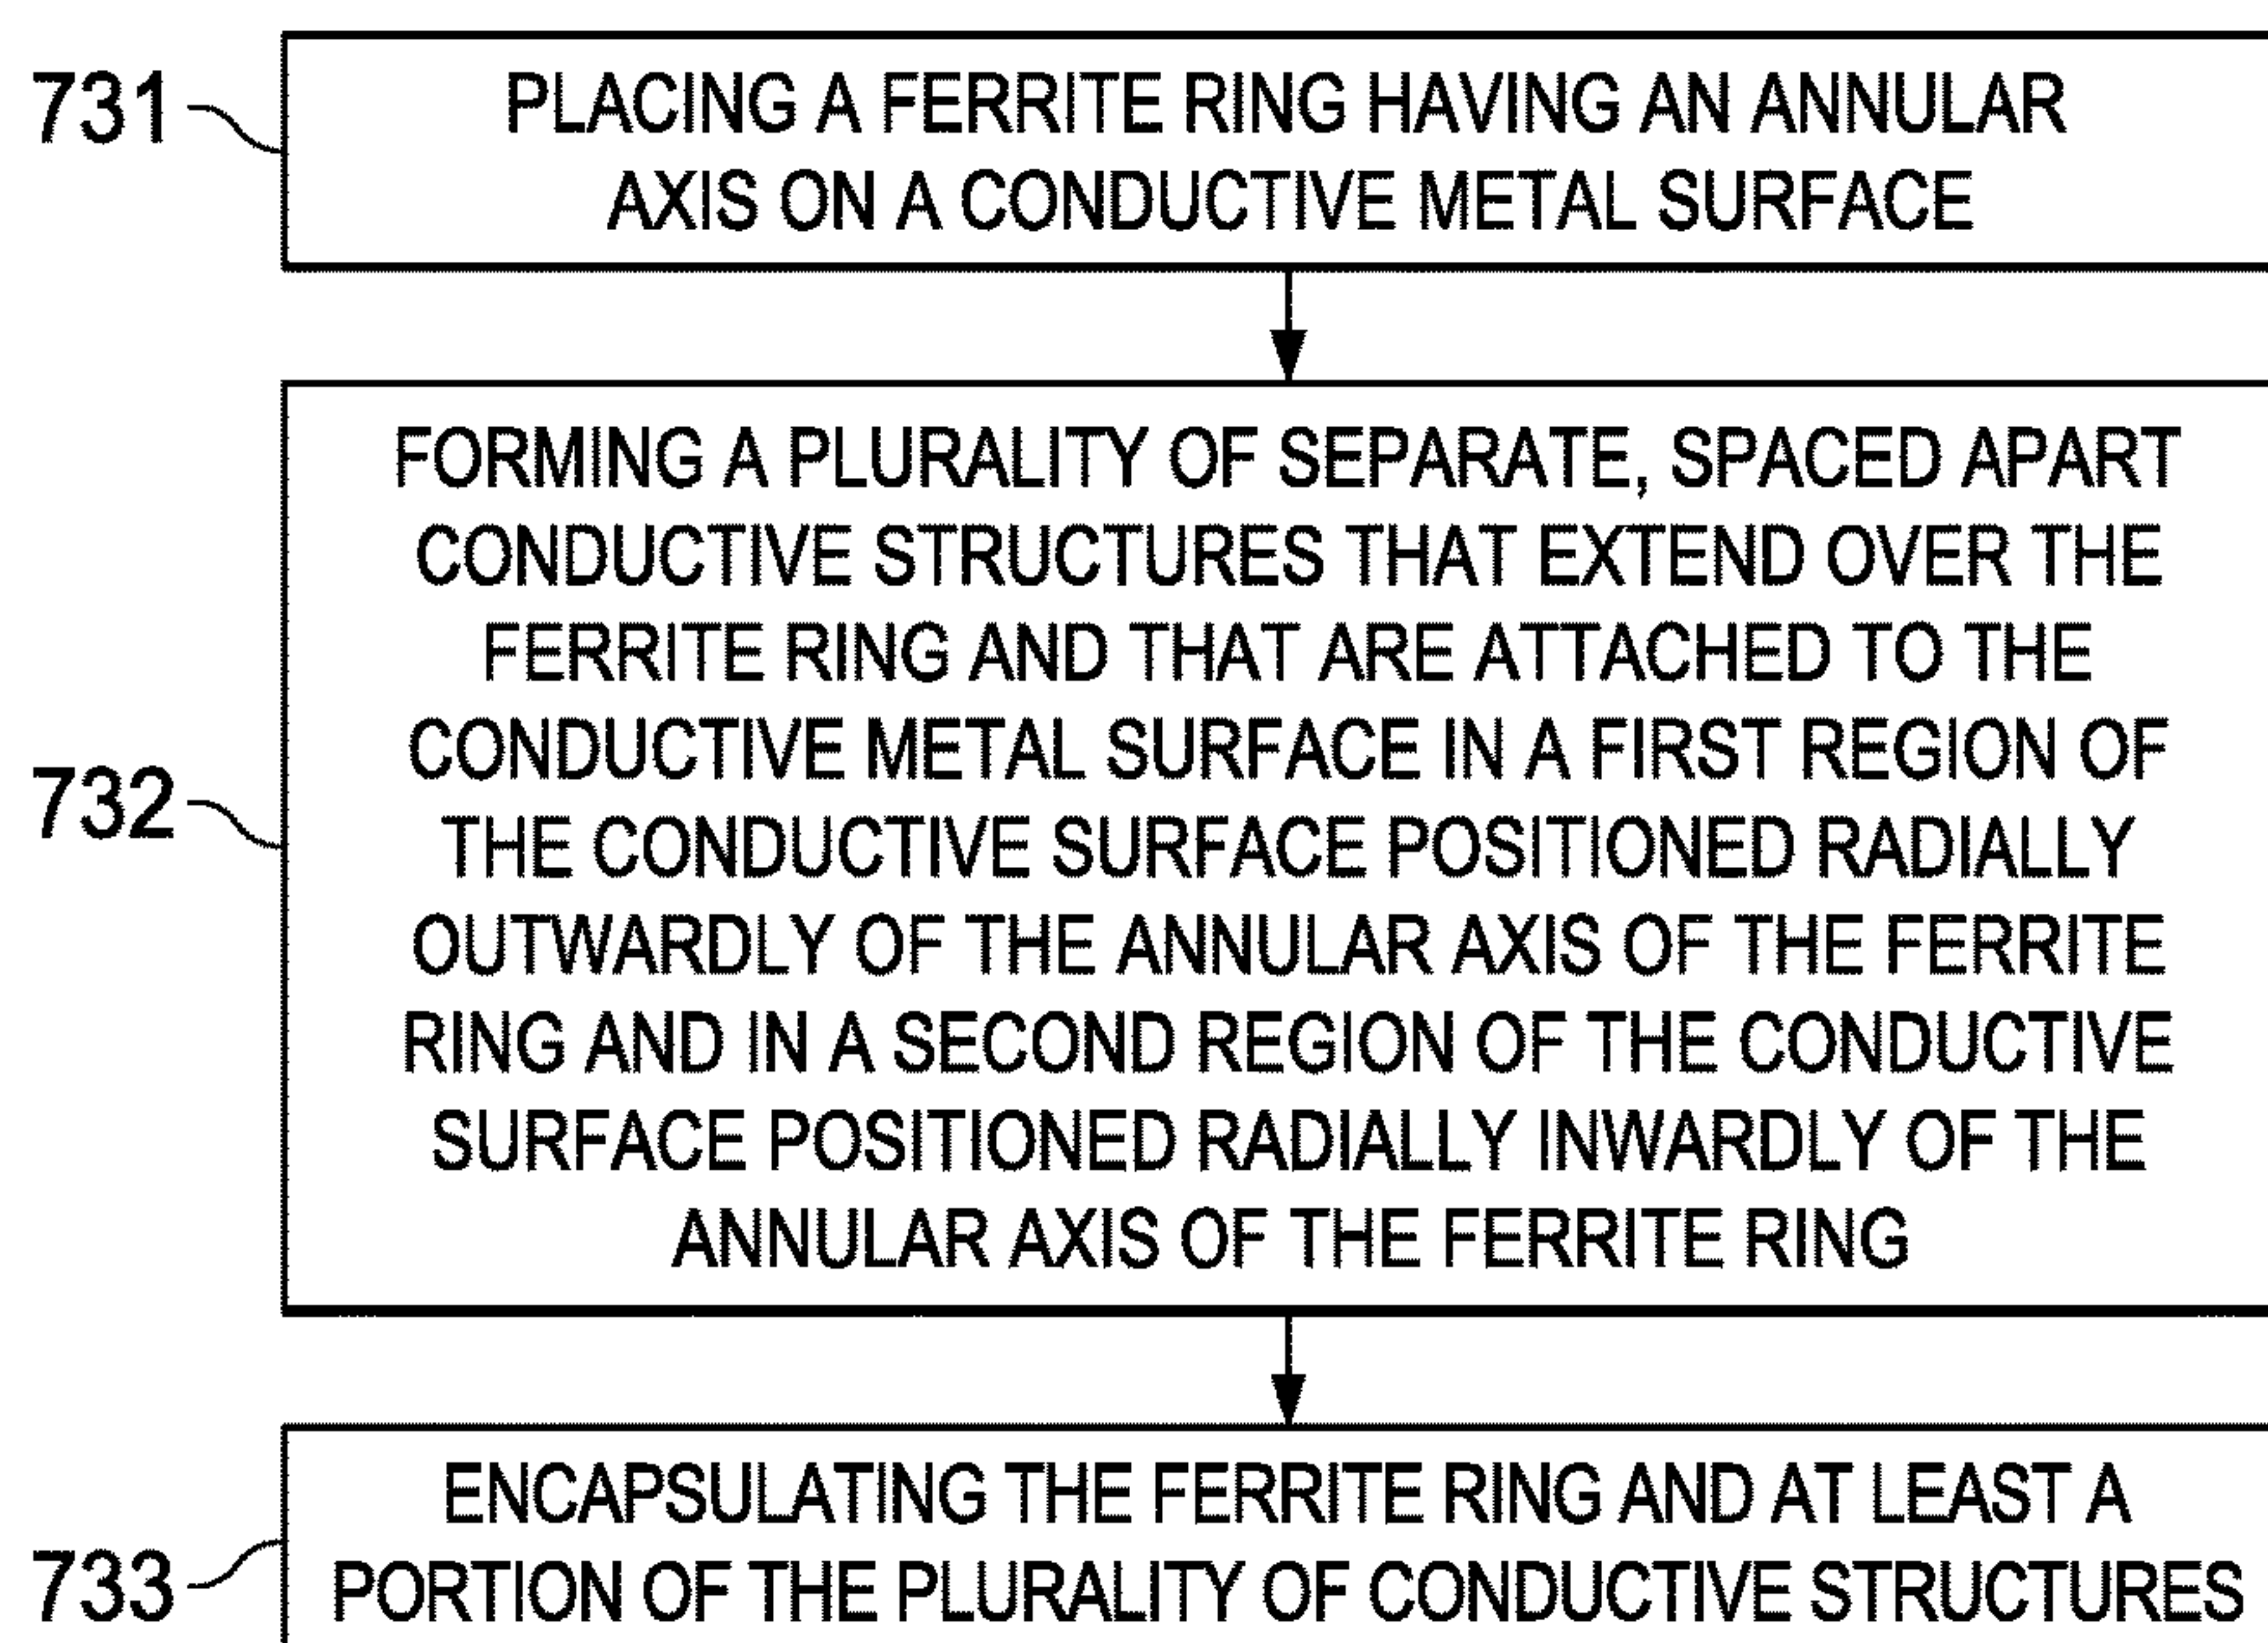 731
PLACING A FERRITE RING HAVING AN ANNULAR
AXIS ON A CONDUCTIVE METAL SURFACE
732
FORMING A PLURALITY OF SEPARATE, SPACED APART
CONDUCTIVE STRUCTURES THAT EXTEND OVER THE
FERRITE RING AND THAT ARE ATTACHED TO THE
CONDUCTIVE METAL SURFACE IN A FIRST REGION OF
THE CONDUCTIVE SURFACE POSITIONED RADIALLY
OUTWARDLY OF THE ANNULAR AXIS OF THE FERRITE
RING AND IN A SECOND REGION OF THE CONDUCTIVE
SURFACE POSITIONED RADIALLY INWARDLY OF THE
ANNULAR AXIS OF THE FERRITE RING
733
ENCAPSULATING THE FERRITE RING AND AT LEAST A
PORTION OF THE PLURALITY OF CONDUCTIVE STRUCTURES